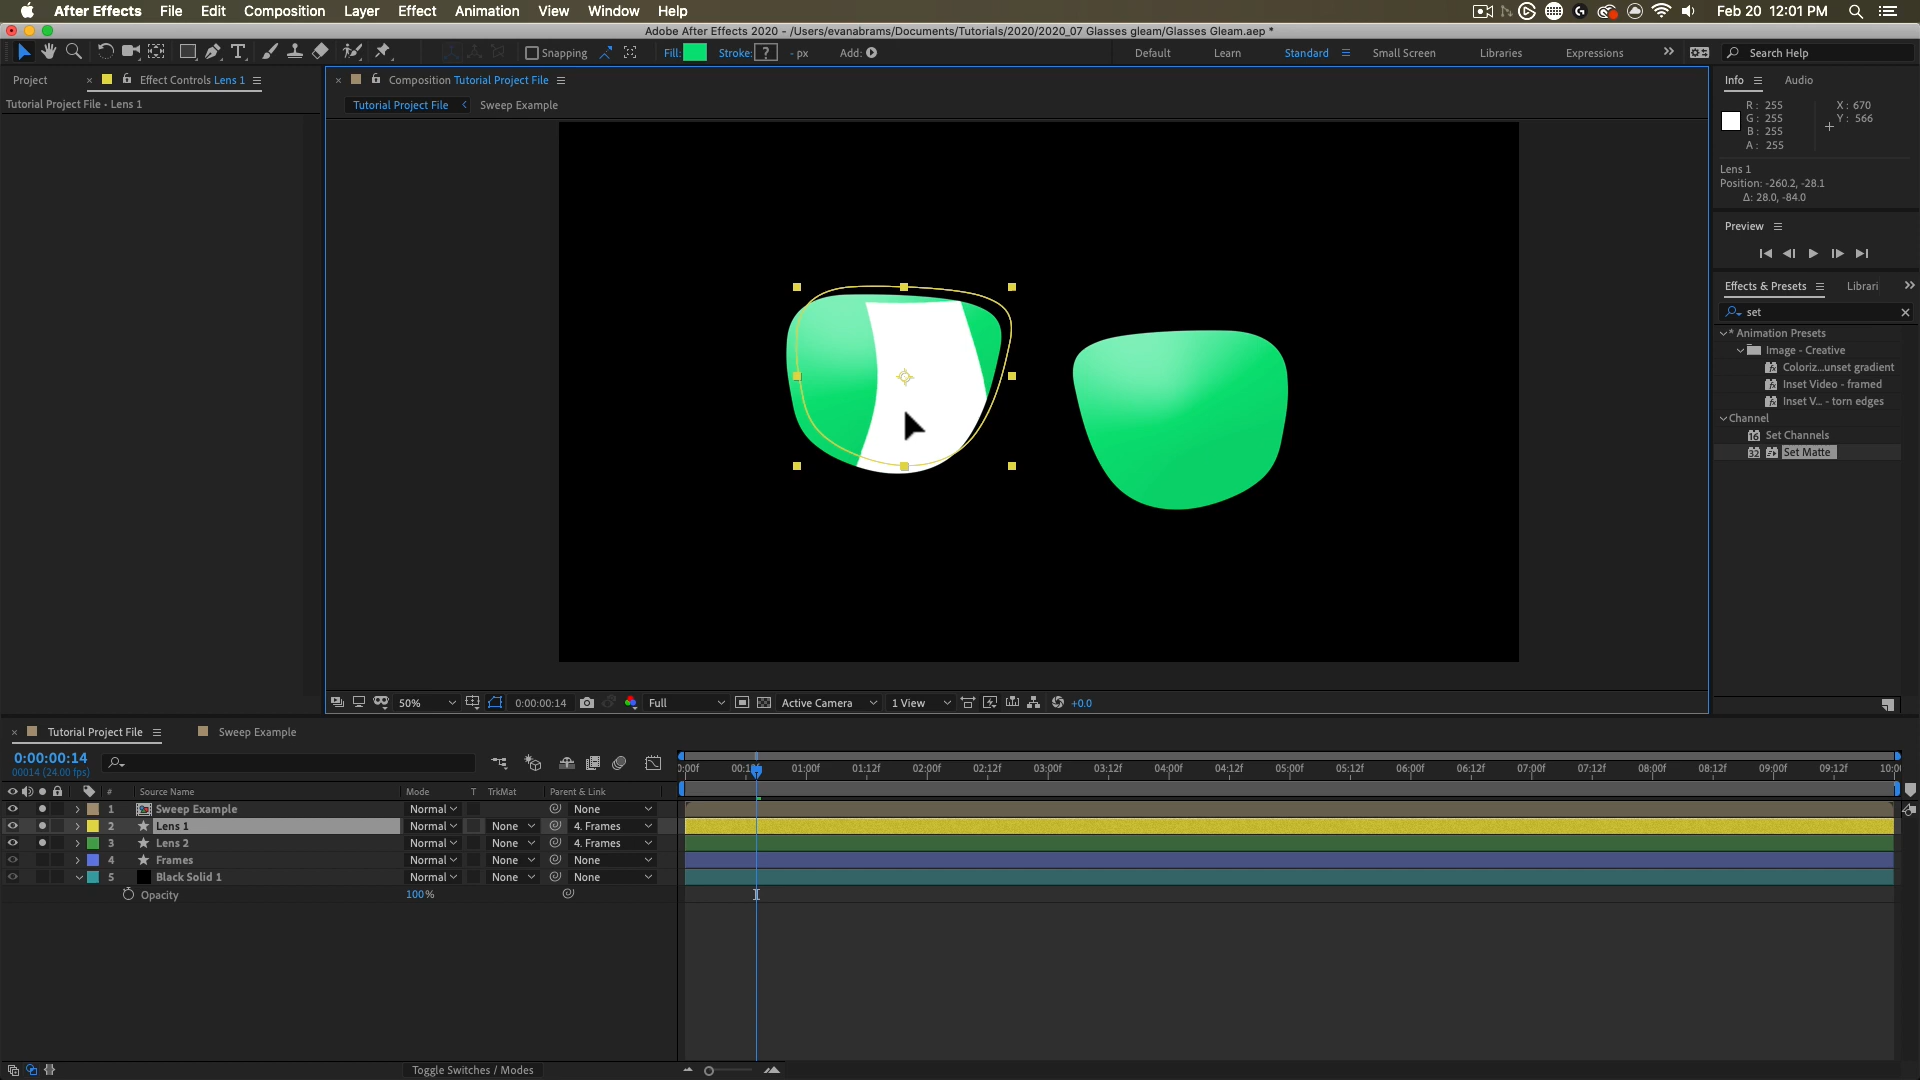 After Effects File Edit Composition Layer Effect Animation View Window Help
Feb 20 12:01 PM
Adobe After Effects 2020 - /Users/evanabrams/Documents/Tutorials/2020/2020_07 Glasses gleam/Glasses Gleam.aep *
Snapping Fill: Stroke: ? - px Add:
Default Learn Standard Small Screen Libraries Expressions Search Help
Project Effect Controls Lens 1
Tutorial Project File • Lens 1
Composition Tutorial Project File
Tutorial Project File Sweep Example
Info Audio
R: 255 X: 670
G: 255 Y: 566
B: 255
A: 255
Lens 1
Position: -260.2, -28.1
Δ: 28.0, -84.0
Preview
Effects & Presets Librari
set
* Animation Presets
Image - Creative
Coloriz...unset gradient
Inset Video - framed
Inset V... - torn edges
Channel
Set Channels
Set Matte
50% 0:00:00:14 Full Active Camera 1 View +0.0
Tutorial Project File Sweep Example
0:00:00:14
00014 (24.00 fps)
# Source Name Mode T TrkMat Parent & Link
):00f 00:1 01:00f 01:12f 02:00f 02:12f 03:00f 03:12f 04:00f 04:12f 05:00f 05:12f 06:00f 06:12f 07:00f 07:12f 08:00f 08:12f 09:00f 09:12f 10:0
1 Sweep Example Normal None
2 Lens 1 Normal None 4. Frames
3 Lens 2 Normal None 4. Frames
4 Frames Normal None None
5 Black Solid 1 Normal None None
Opacity 100%
Toggle Switches / Modes